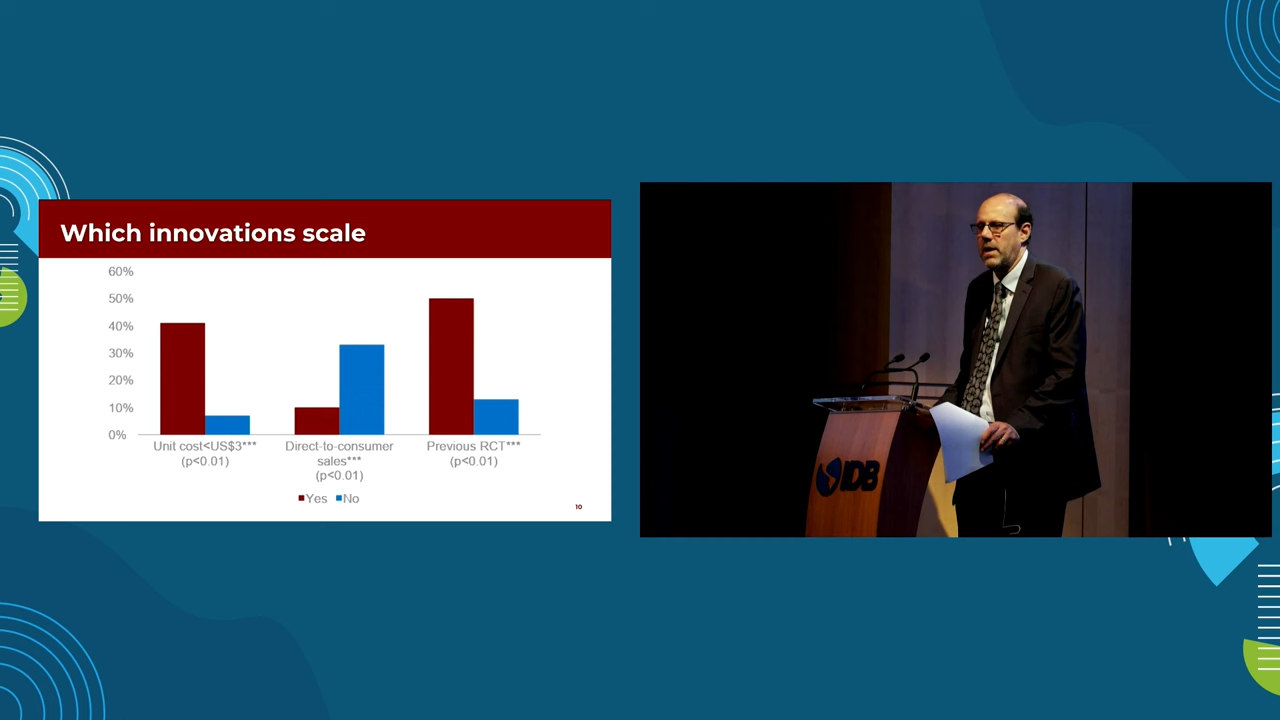 Which innovations scale
60%
50%
40%
30%
20%
10%
0%
Unit cost<US$3***
(p<0.01)
Direct-to-consumer
sales***
(p<0.01)
Previous RCT***
(p<0.01)
Yes No
10
IDB